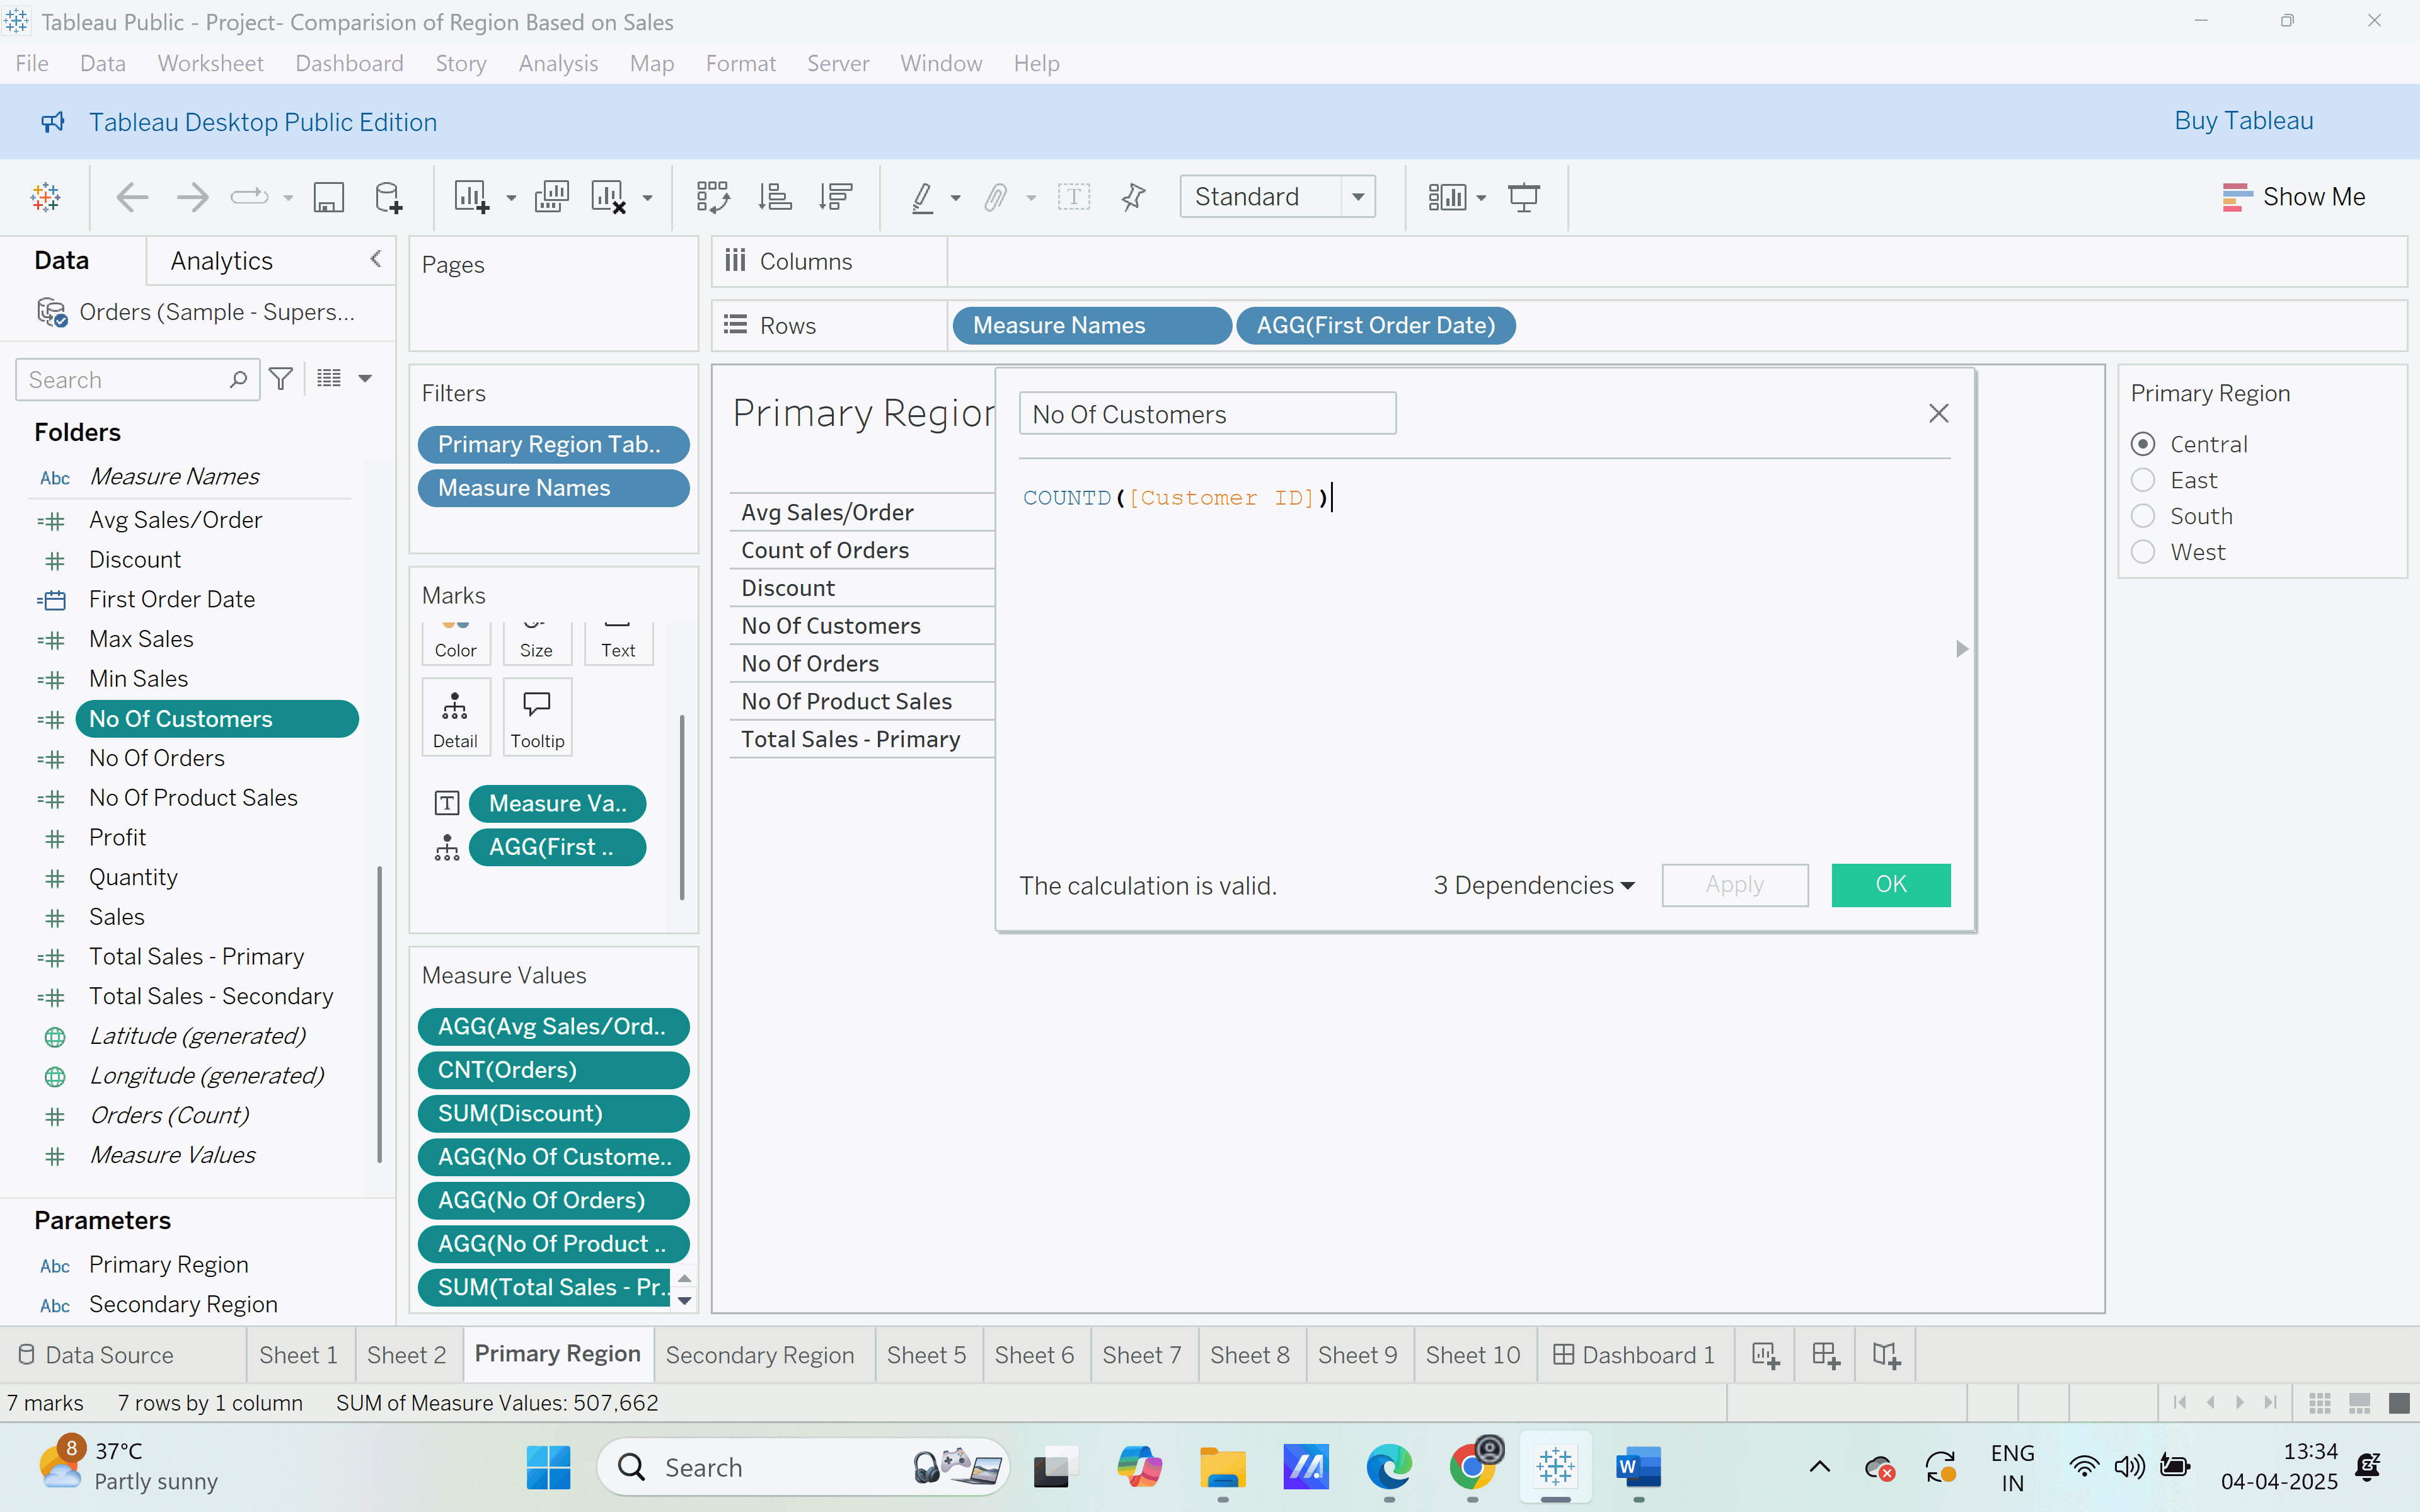 Tableau Public - Project- Comparision of Region Based on Sales
File Data Worksheet Dashboard Story Analysis Map Format Server Window Help
Tableau Desktop Public Edition
Buy Tableau
Standard
Show Me
Data
Analytics
Orders (Sample - Supers...
Search
Folders
Abc Measure Names
Avg Sales/Order
Discount
First Order Date
Max Sales
Min Sales
No Of Customers
No Of Orders
No Of Product Sales
Profit
Quantity
Sales
Total Sales - Primary
Total Sales - Secondary
Latitude (generated)
Longitude (generated)
Orders (Count)
Measure Values
Parameters
Abc Primary Region
Abc Secondary Region
Pages
Filters
Primary Region Tab..
Measure Names
Marks
Color Size Text
Detail Tooltip
Measure Va..
AGG(First ..
Measure Values
AGG(Avg Sales/Ord..
CNT(Orders)
SUM(Discount)
AGG(No Of Custome..
AGG(No Of Orders)
AGG(No Of Product ..
SUM(Total Sales - Pr..
Columns
Rows
Measure Names
AGG(First Order Date)
Primary Region
Avg Sales/Order
Count of Orders
Discount
No Of Customers
No Of Orders
No Of Product Sales
Total Sales - Primary
No Of Customers
COUNTD([Customer ID])
The calculation is valid.
3 Dependencies
Apply
OK
Primary Region
Central
East
South
West
Data Source Sheet 1 Sheet 2 Primary Region Secondary Region Sheet 5 Sheet 6 Sheet 7 Sheet 8 Sheet 9 Sheet 10 Dashboard 1
7 marks 7 rows by 1 column SUM of Measure Values: 507,662
8
37°C
Partly sunny
Search
W
ENG
IN
13:34
04-04-2025